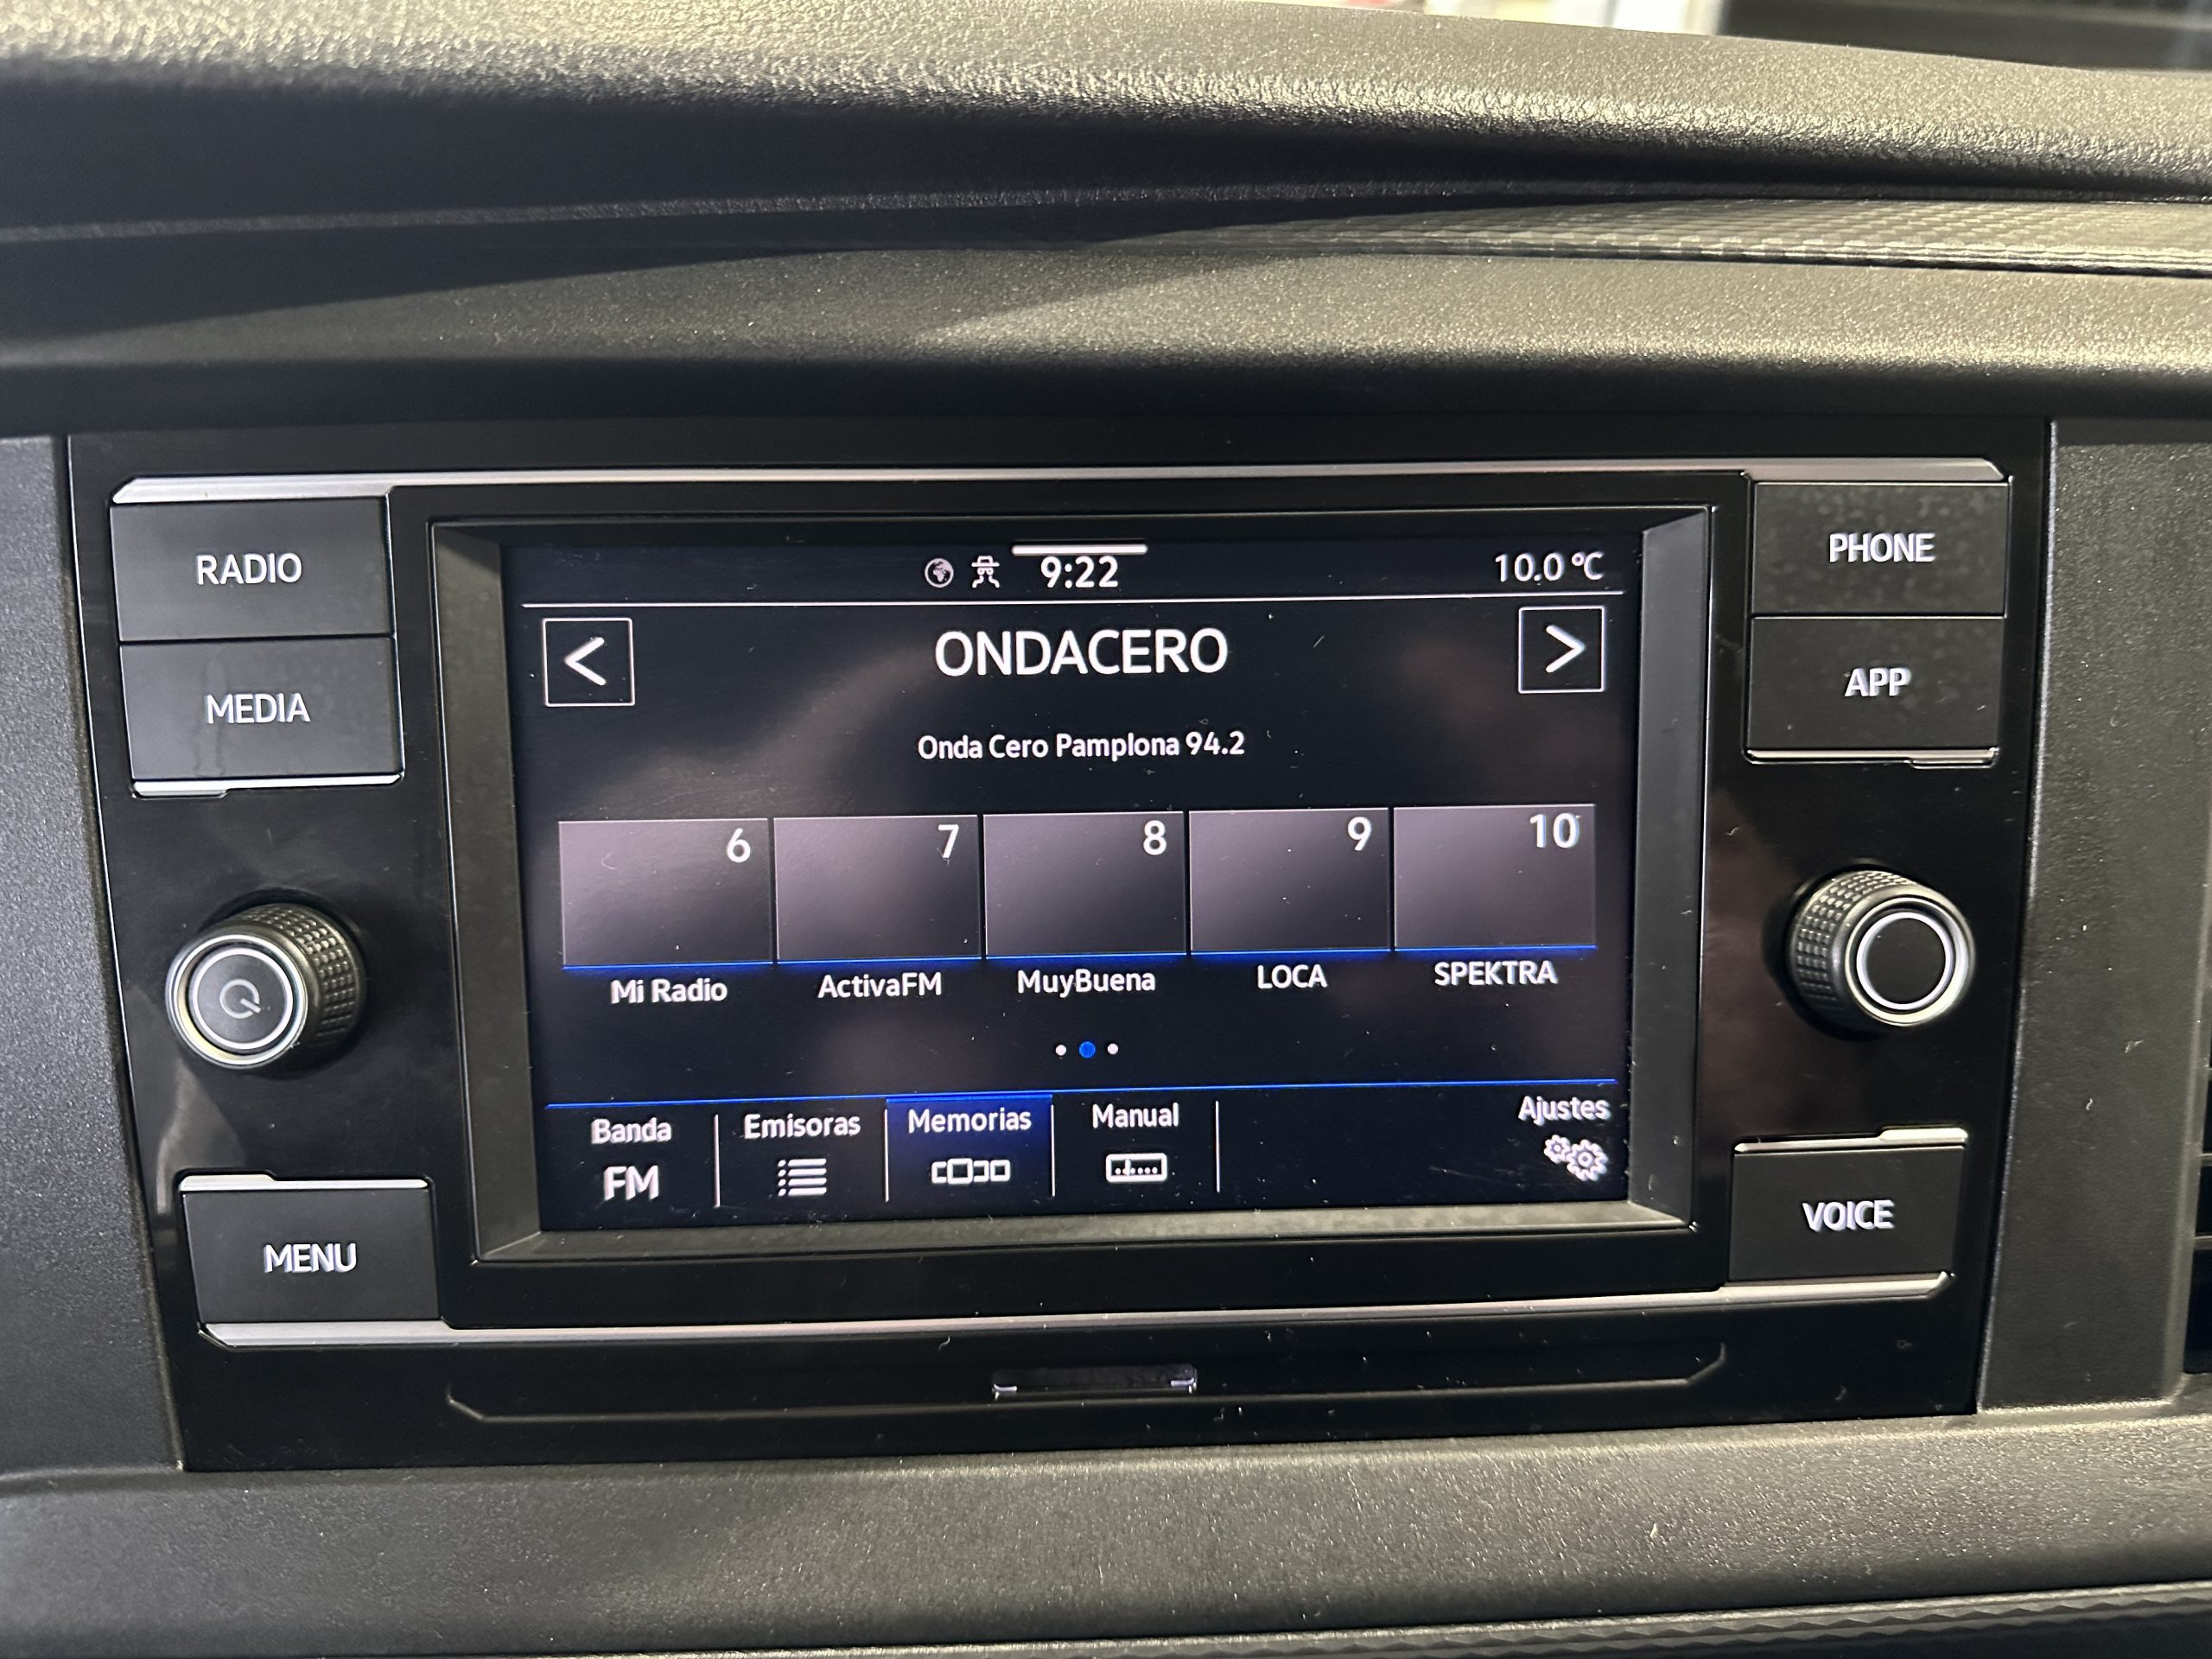 RADIO
MEDIA
MENU
PHONE
APP
VOICE
9:22
10.0 °C
<
ONDACERO
>
Onda Cero Pamplona 94.2
6
7
8
9
10
Mi Radio
ActivaFM
MuyBuena
LOCA
SPEKTRA
Banda
FM
Emisoras
Memorias
Manual
Ajustes